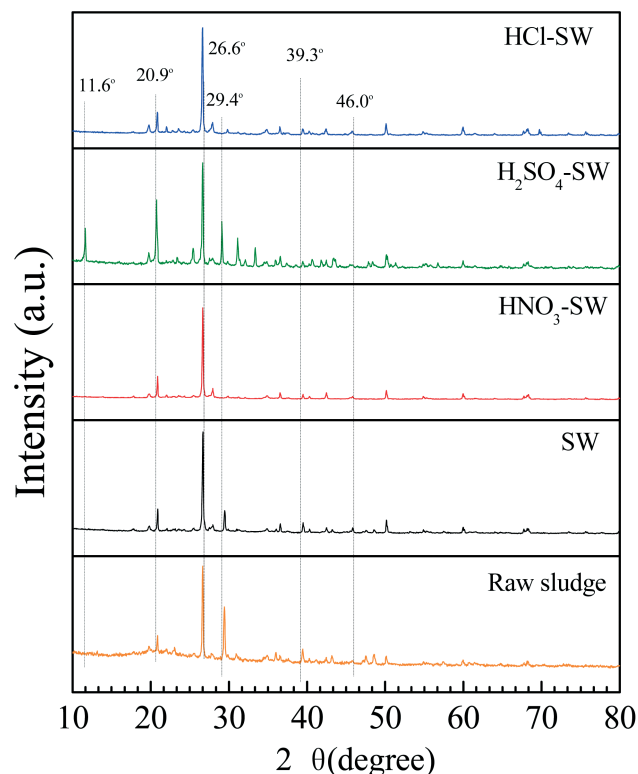 HCl-SW
26.6°
39.3°
20.9°
11.6°
29.4°
46.0°
H₂SO₄-SW
HNO₃-SW
SW
Raw sludge
Intensity (a.u.)
10 20 30 40 50 60 70 80
2 θ(degree)